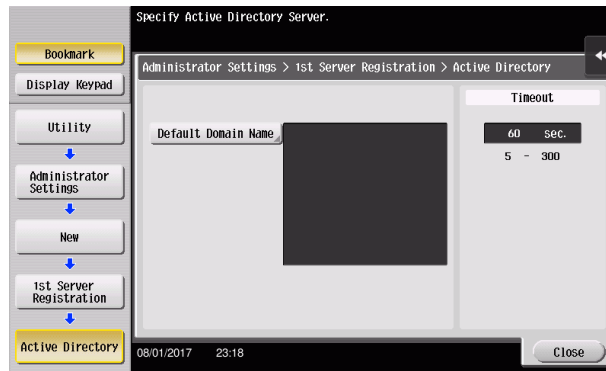 Specify Active Directory Server.
Bookmark
Display Keypad
Utility
Administrator
Settings
New
1st Server
Registration
Active Directory
Administrator Settings > 1st Server Registration > Active Directory
Default Domain Name
Timeout
60 sec.
5 - 300
08/01/2017 23:18
Close